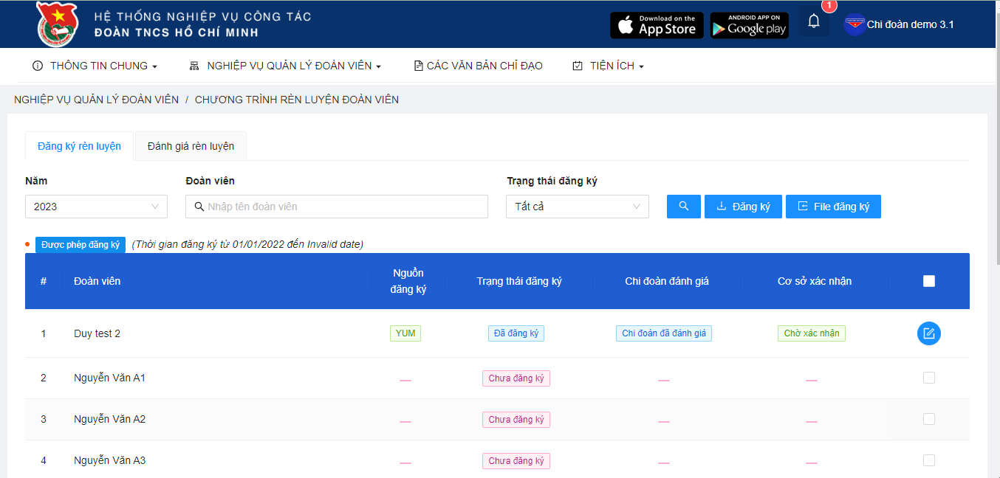 HỆ THỐNG NGHIỆP VỤ CÔNG TÁC
ĐOÀN TNCS HỒ CHÍ MINH
Download on the
App Store
ANDROID APP ON
Google play
1
Chi đoàn demo 3.1
THÔNG TIN CHUNG
NGHIỆP VỤ QUẢN LÝ ĐOÀN VIÊN
CÁC VĂN BẢN CHỈ ĐẠO
TIỆN ÍCH
NGHIỆP VỤ QUẢN LÝ ĐOÀN VIÊN / CHƯƠNG TRÌNH RÈN LUYỆN ĐOÀN VIÊN
Đăng ký rèn luyện
Đánh giá rèn luyện
Năm
Đoàn viên
Trạng thái đăng ký
2023
Nhập tên đoàn viên
Tất cả
Đăng ký
File đăng ký
Được phép đăng ký (Thời gian đăng ký từ 01/01/2022 đến Invalid date)
# Đoàn viên
Nguồn
đăng ký
Trạng thái đăng ký
Chi đoàn đánh giá
Cơ sở xác nhận
1 Duy test 2 YUM Đã đăng ký Chi đoàn đã đánh giá Chờ xác nhận
2 Nguyễn Văn A1 — Chưa đăng ký — —
3 Nguyễn Văn A2 — Chưa đăng ký — —
4 Nguyễn Văn A3 — Chưa đăng ký — —